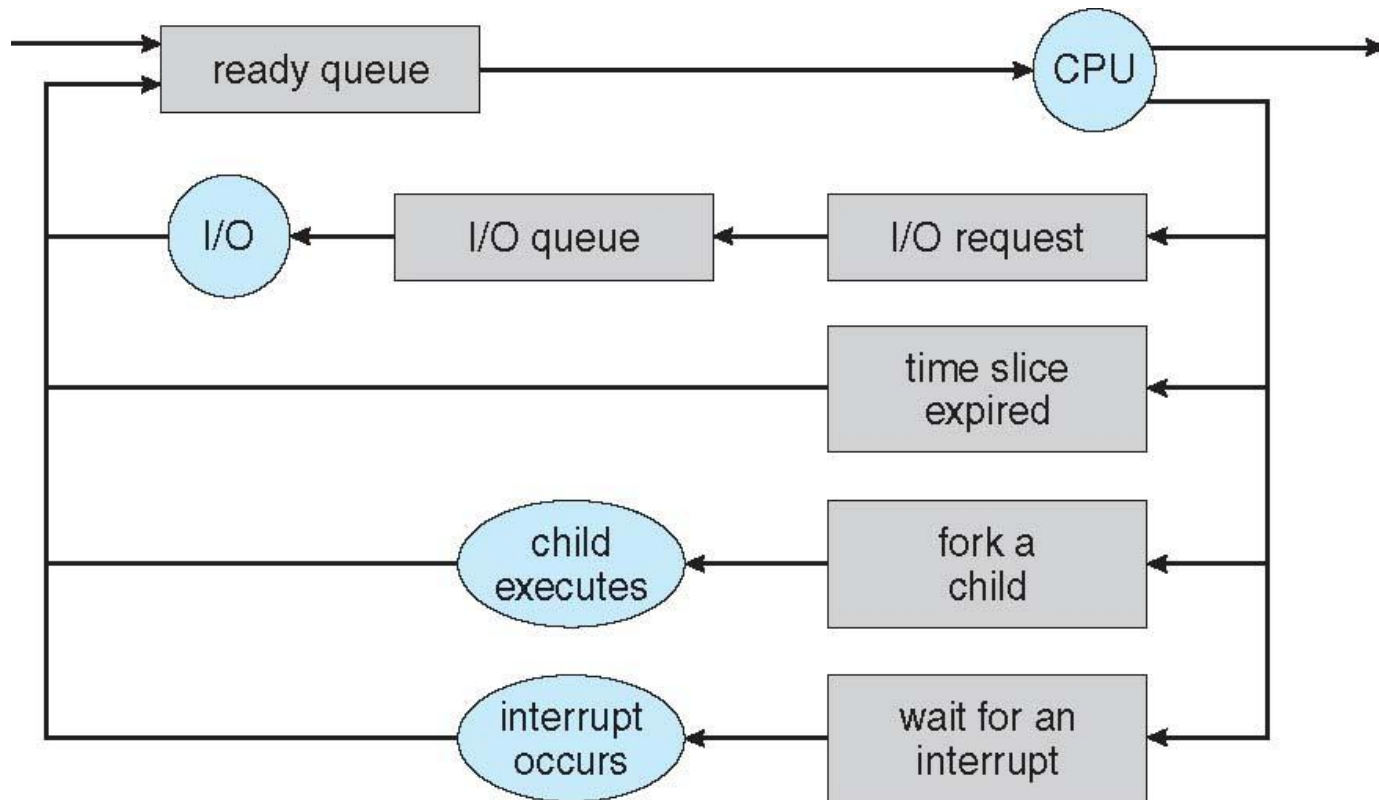 ready queue
CPU
I/O
I/O queue
I/O request
time slice
expired
child
executes
fork a
child
interrupt
occurs
wait for an
interrupt